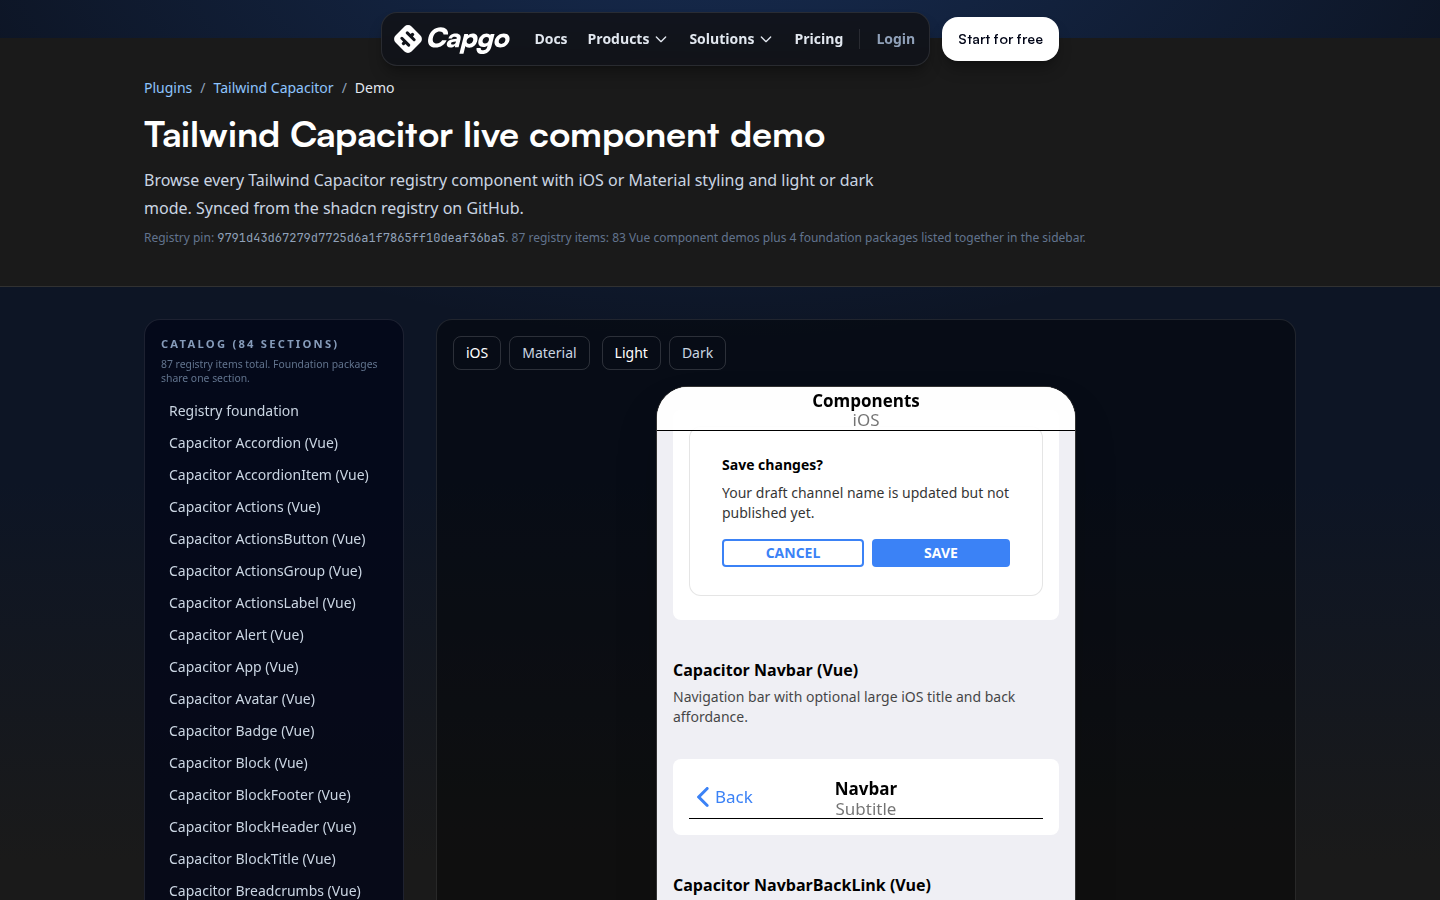 Capgo
Docs
Products
Solutions
Pricing
Login
Start for free
Plugins / Tailwind Capacitor / Demo
Tailwind Capacitor live component demo
Browse every Tailwind Capacitor registry component with iOS or Material styling and light or dark
mode. Synced from the shadcn registry on GitHub.
Registry pin: 9791d43d67279d7725d6a1f7865ff10deaf36ba5. 87 registry items: 83 Vue component demos plus 4 foundation packages listed together in the sidebar.
CATALOG (84 SECTIONS)
87 registry items total. Foundation packages
share one section.
Registry foundation
Capacitor Accordion (Vue)
Capacitor AccordionItem (Vue)
Capacitor Actions (Vue)
Capacitor ActionsButton (Vue)
Capacitor ActionsGroup (Vue)
Capacitor ActionsLabel (Vue)
Capacitor Alert (Vue)
Capacitor App (Vue)
Capacitor Avatar (Vue)
Capacitor Badge (Vue)
Capacitor Block (Vue)
Capacitor BlockFooter (Vue)
Capacitor BlockHeader (Vue)
Capacitor BlockTitle (Vue)
Capacitor Breadcrumbs (Vue)
iOS
Material
Light
Dark
Components
iOS
Save changes?
Your draft channel name is updated but not
published yet.
CANCEL
SAVE
Capacitor Navbar (Vue)
Navigation bar with optional large iOS title and back
affordance.
Back
Navbar
Subtitle
Capacitor NavbarBackLink (Vue)